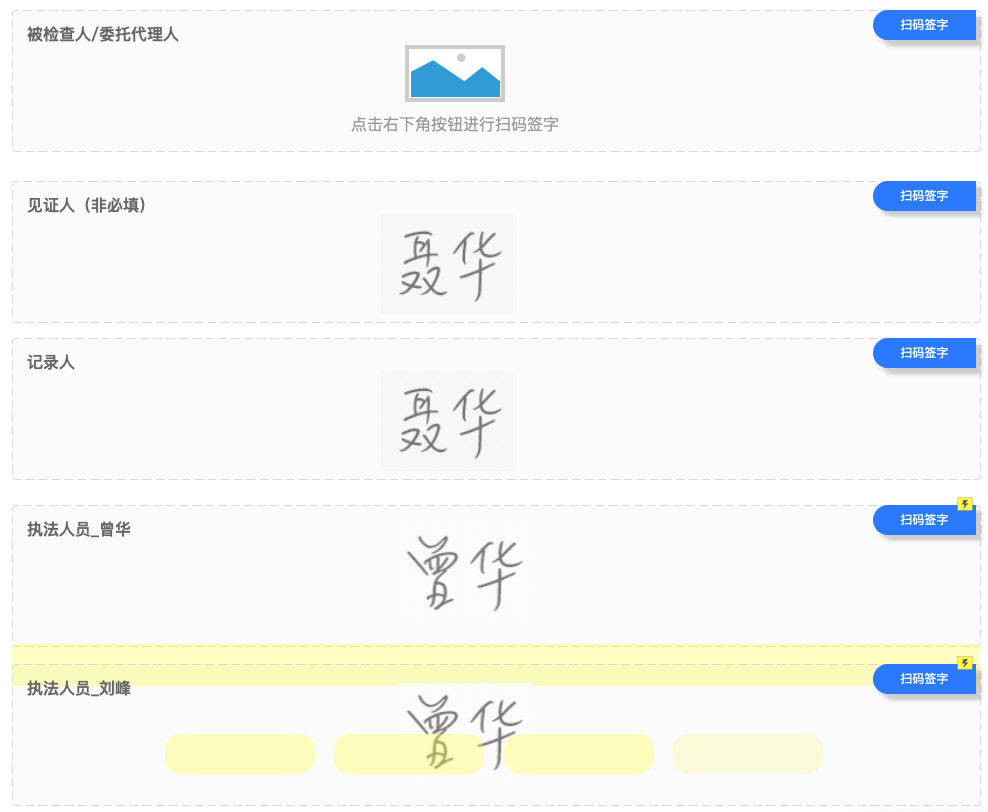 被检查人/委托代理人
扫码签字
点击右下角按钮进行扫码签字
见证人（非必填）
扫码签字
聂华
记录人
扫码签字
聂华
执法人员_曾华
扫码签字
曾华
执法人员_刘峰
扫码签字
曾华